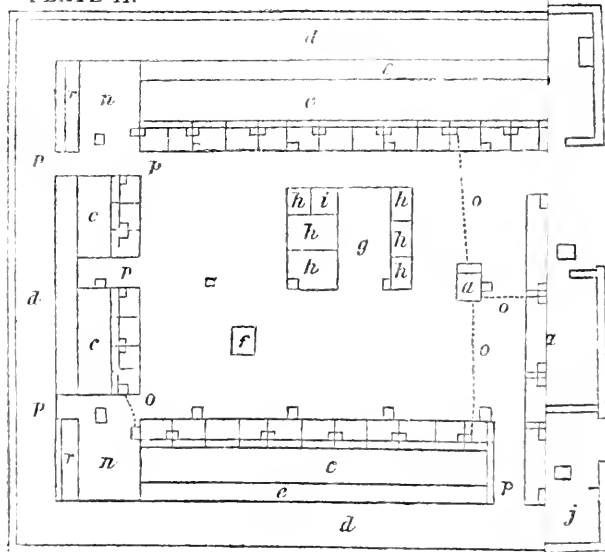 PLATE II.
d
e
r n c
p p
h i h o
c h g h
p h h a
d o
c f o a
p o
c
r n e p
d j